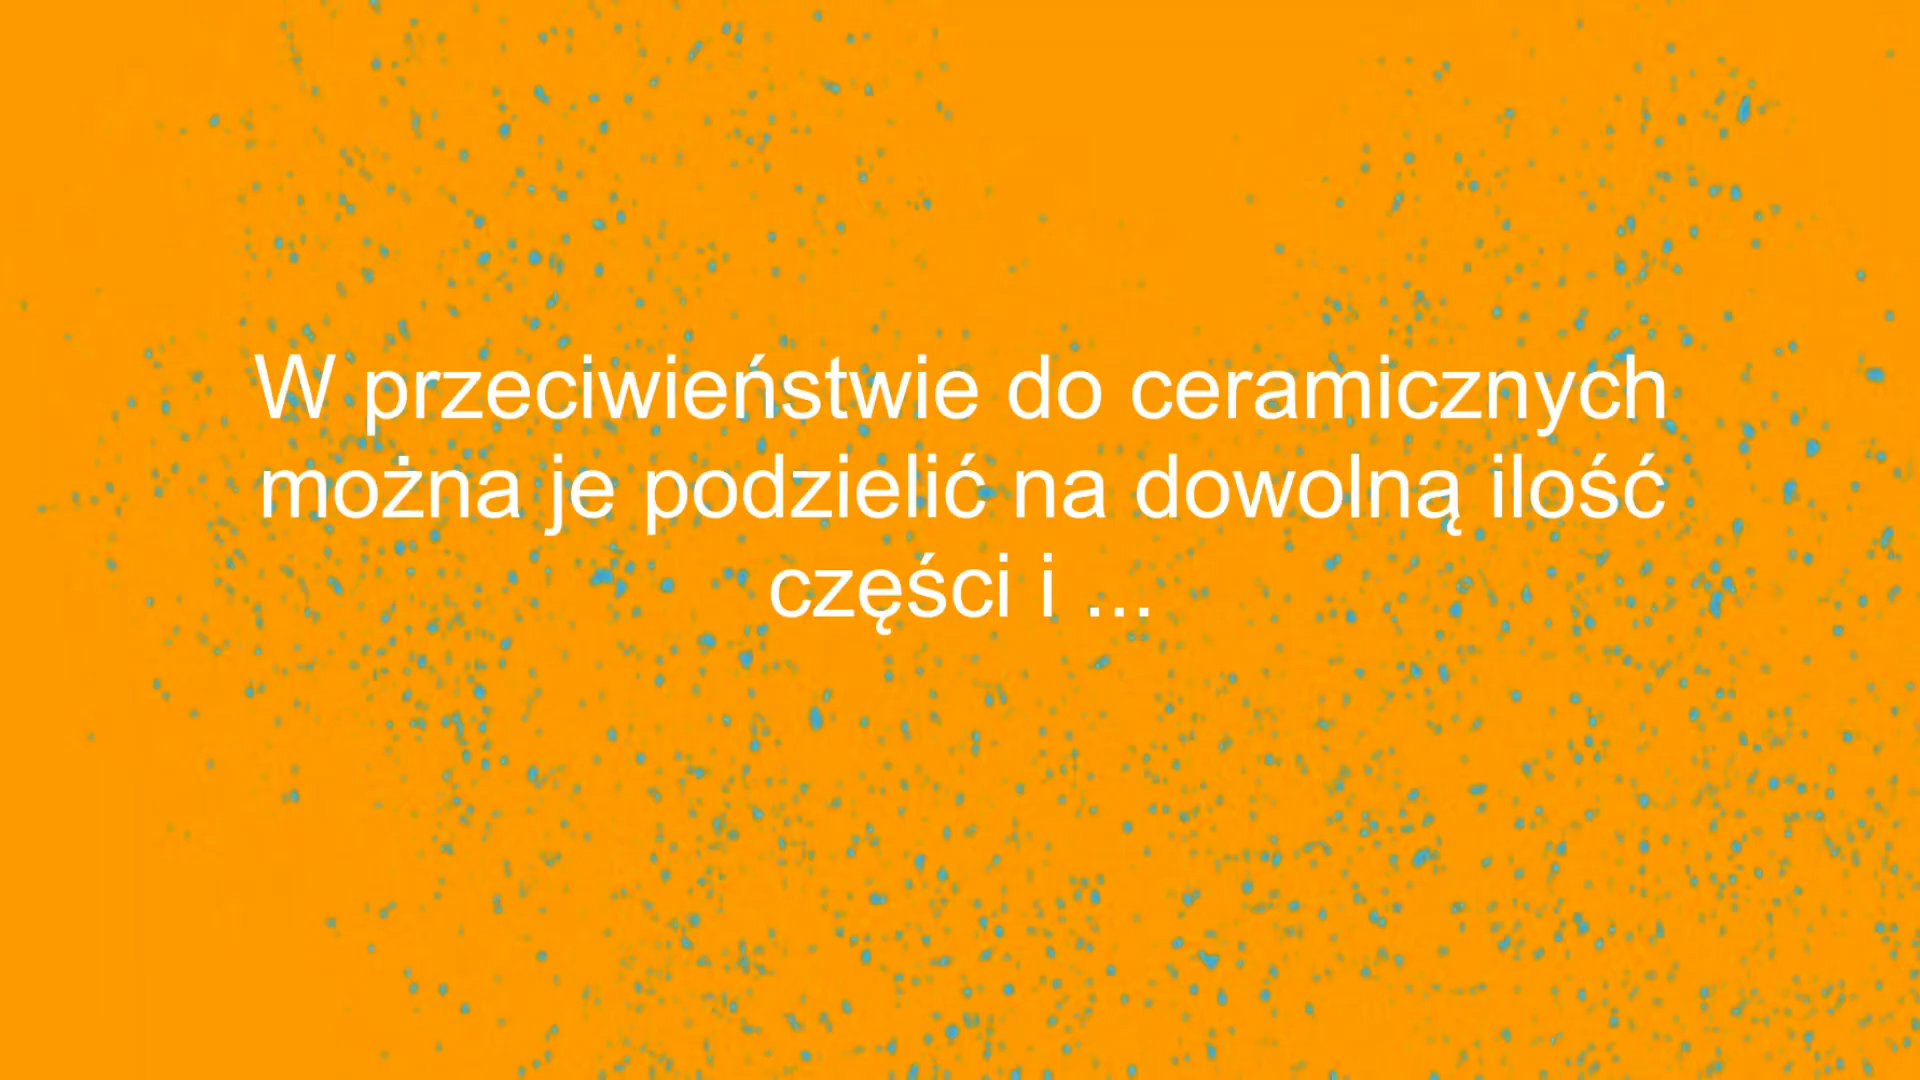 W przeciwieństwie do ceramicznych
można je podzielić na dowolną ilość
części i ...